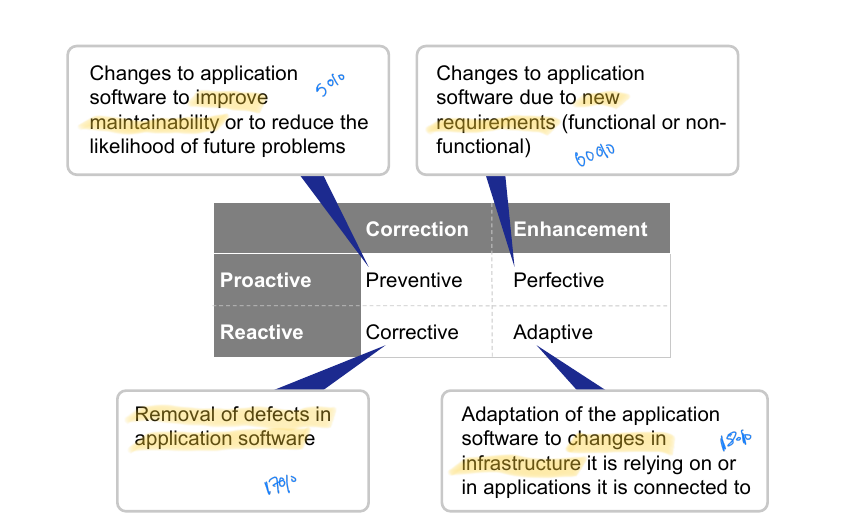 Changes to application
software to improve
maintainability or to reduce the
likelihood of future problems
5%
Changes to application
software due to new
requirements (functional or non-
functional)
60%
Correction Enhancement
Proactive Preventive Perfective
Reactive Corrective Adaptive
Removal of defects in
application software
17%
Adaptation of the application
software to changes in
infrastructure it is relying on or
in applications it is connected to
18%